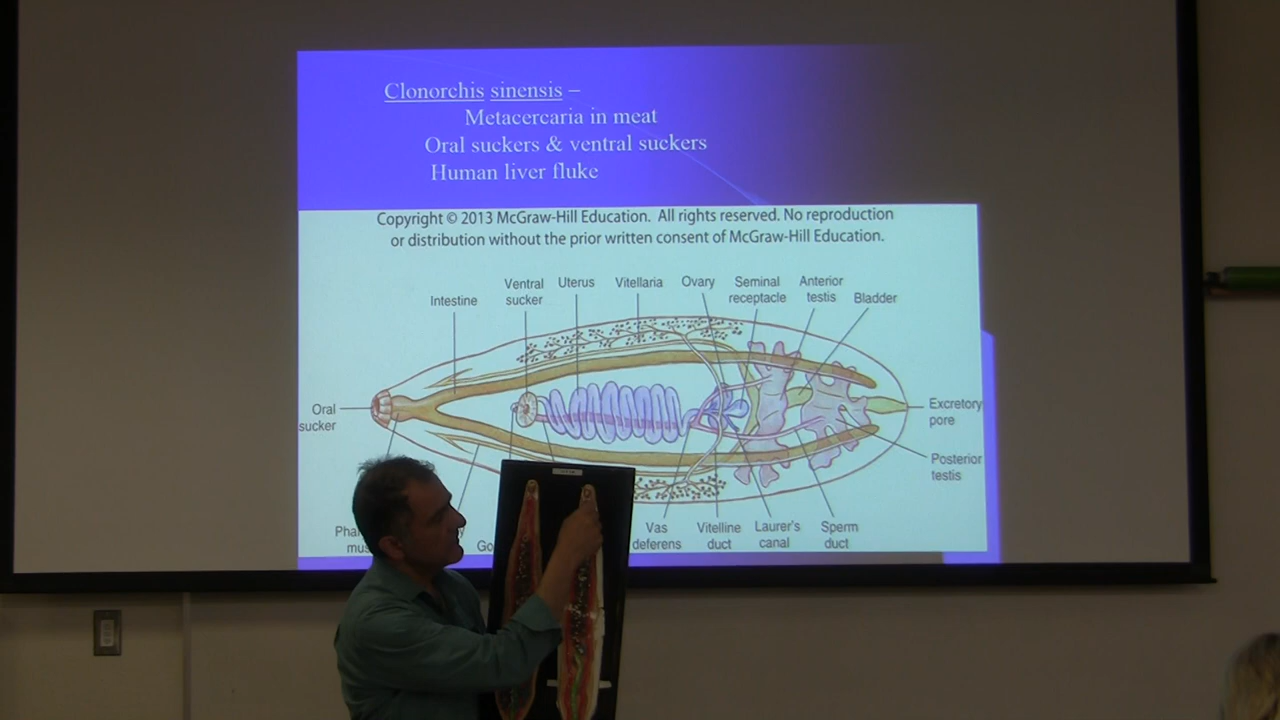 Clonorchis sinensis –
Metacercaria in meat
Oral suckers & ventral suckers
Human liver fluke
Copyright © 2013 McGraw-Hill Education. All rights reserved. No reproduction
or distribution without the prior written consent of McGraw-Hill Education.
Intestine
Ventral
sucker
Uterus
Vitellaria
Ovary
Seminal
receptacle
Anterior
testis
Bladder
Oral
sucker
Excretory
pore
Posterior
testis
Vas
deferens
Vitelline
duct
Laurer's
canal
Sperm
duct